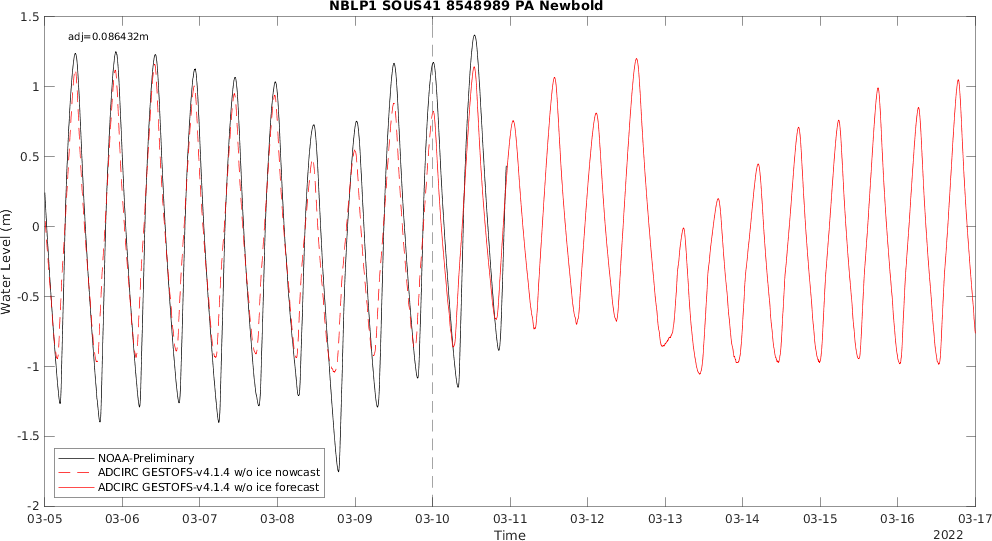 NBLP1 SOUS41 8548989 PA Newbold
adj=0.086432m
1.5
1
0.5
0
-0.5
-1
-1.5
-2
Water Level (m)
NOAA-Preliminary
ADCIRC GESTOFS-v4.1.4 w/o ice nowcast
ADCIRC GESTOFS-v4.1.4 w/o ice forecast
03-05 03-06 03-07 03-08 03-09 03-10 03-11 03-12 03-13 03-14 03-15 03-16 03-17
Time
2022